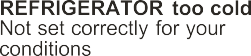 REFRIGERATOR too cold
Not set correctly for your
conditions